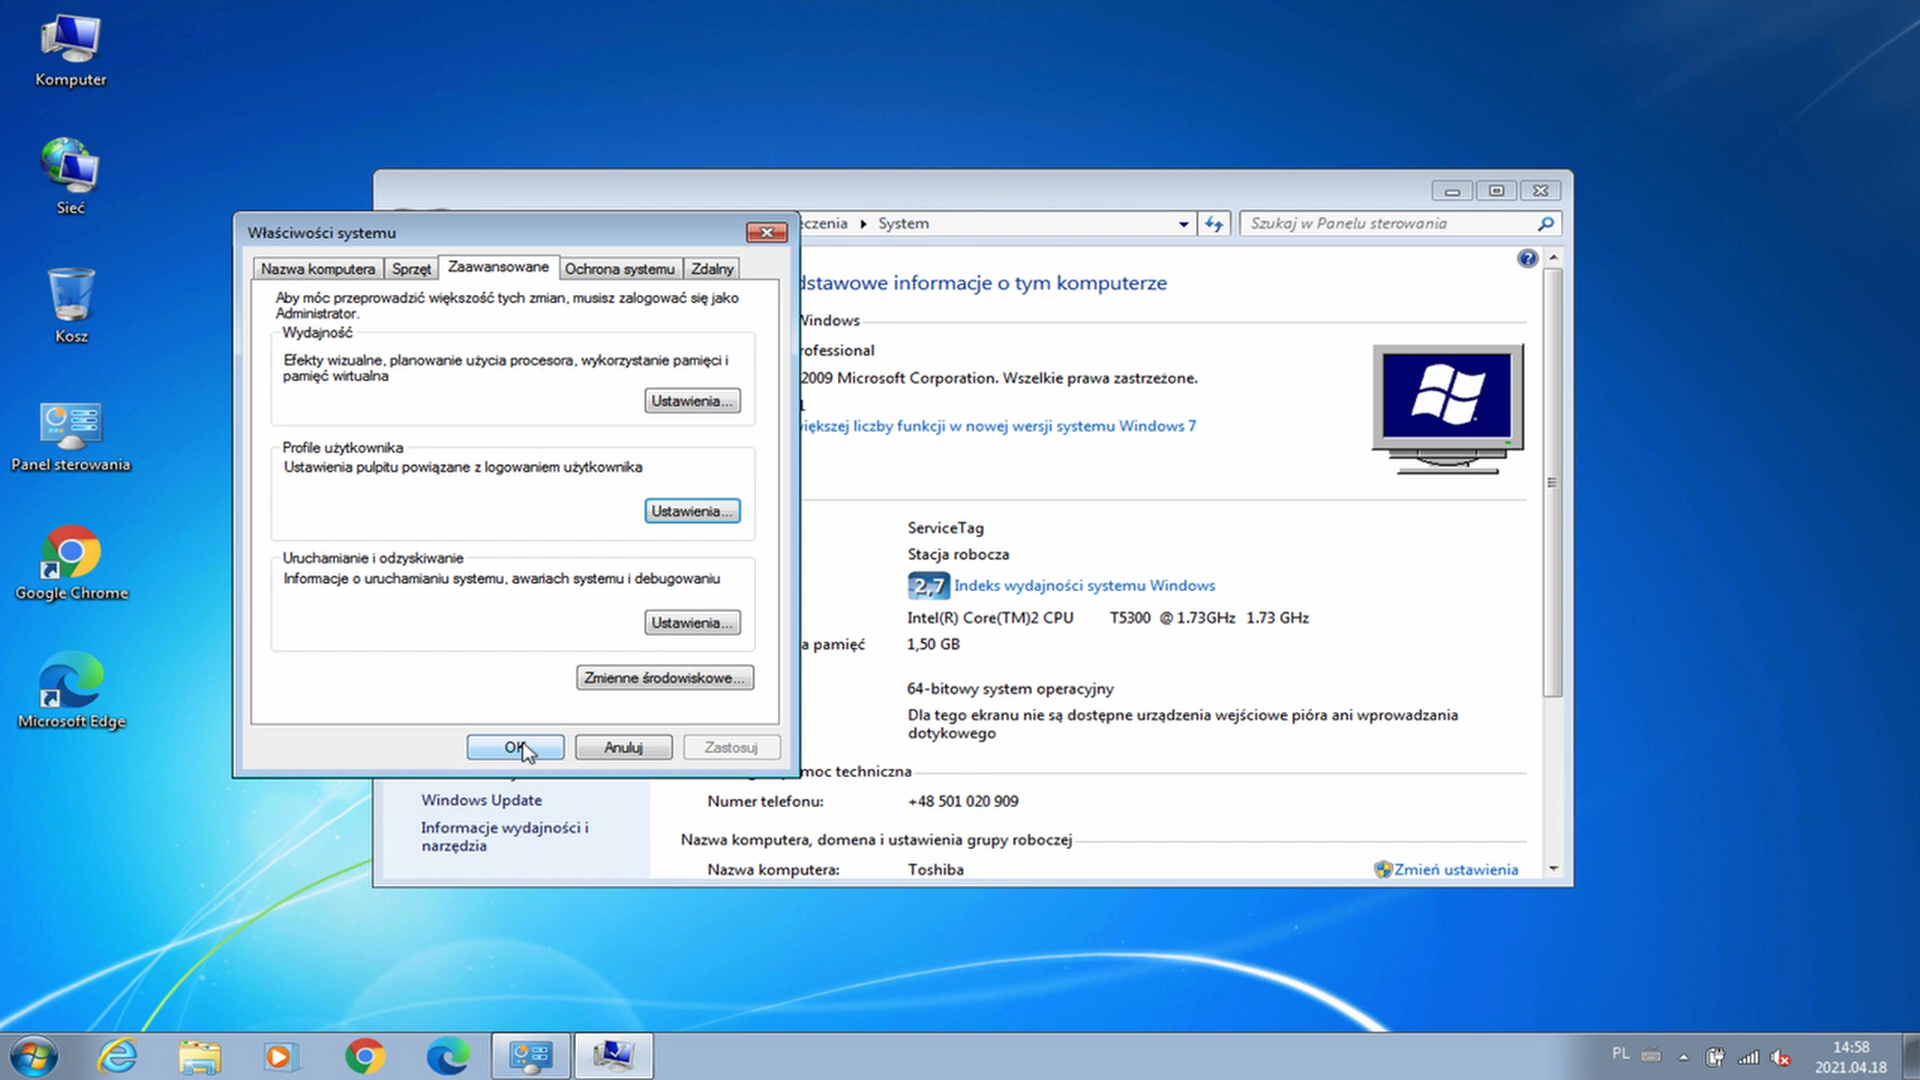 Komputer
Sieć
Kosz
Panel sterowania
Google Chrome
Microsoft Edge
Właściwości systemu
Nazwa komputera
Sprzęt
Zaawansowane
Ochrona systemu
Zdalny
Aby móc przeprowadzić większość tych zmian, musisz zalogować się jako
Administrator.
Wydajność
Efekty wizualne, planowanie użycia procesora, wykorzystanie pamięci i
pamięć wirtualna
Ustawienia...
Profile użytkownika
Ustawienia pulpitu powiązane z logowaniem użytkownika
Ustawienia...
Uruchamianie i odzyskiwanie
Informacje o uruchamianiu systemu, awariach systemu i debugowaniu
Ustawienia...
Zmienne środowiskowe...
OK
Anuluj
Zastosuj
System
Szukaj w Panelu sterowania
dstawowe informacje o tym komputerze
Windows
rofessional
2009 Microsoft Corporation. Wszelkie prawa zastrzeżone.
1
większej liczby funkcji w nowej wersji systemu Windows 7
ServiceTag
Stacja robocza
2,7 Indeks wydajności systemu Windows
Intel(R) Core(TM)2 CPU T5300 @ 1.73GHz 1.73 GHz
a pamięć 1,50 GB
64-bitowy system operacyjny
Dla tego ekranu nie są dostępne urządzenia wejściowe pióra ani wprowadzania
dotykowego
moc techniczna
Numer telefonu: +48 501 020 909
Nazwa komputera, domena i ustawienia grupy roboczej
Nazwa komputera: Toshiba
Zmień ustawienia
Windows Update
Informacje wydajności i
narzędzia
PL
14:58
2021.04.18